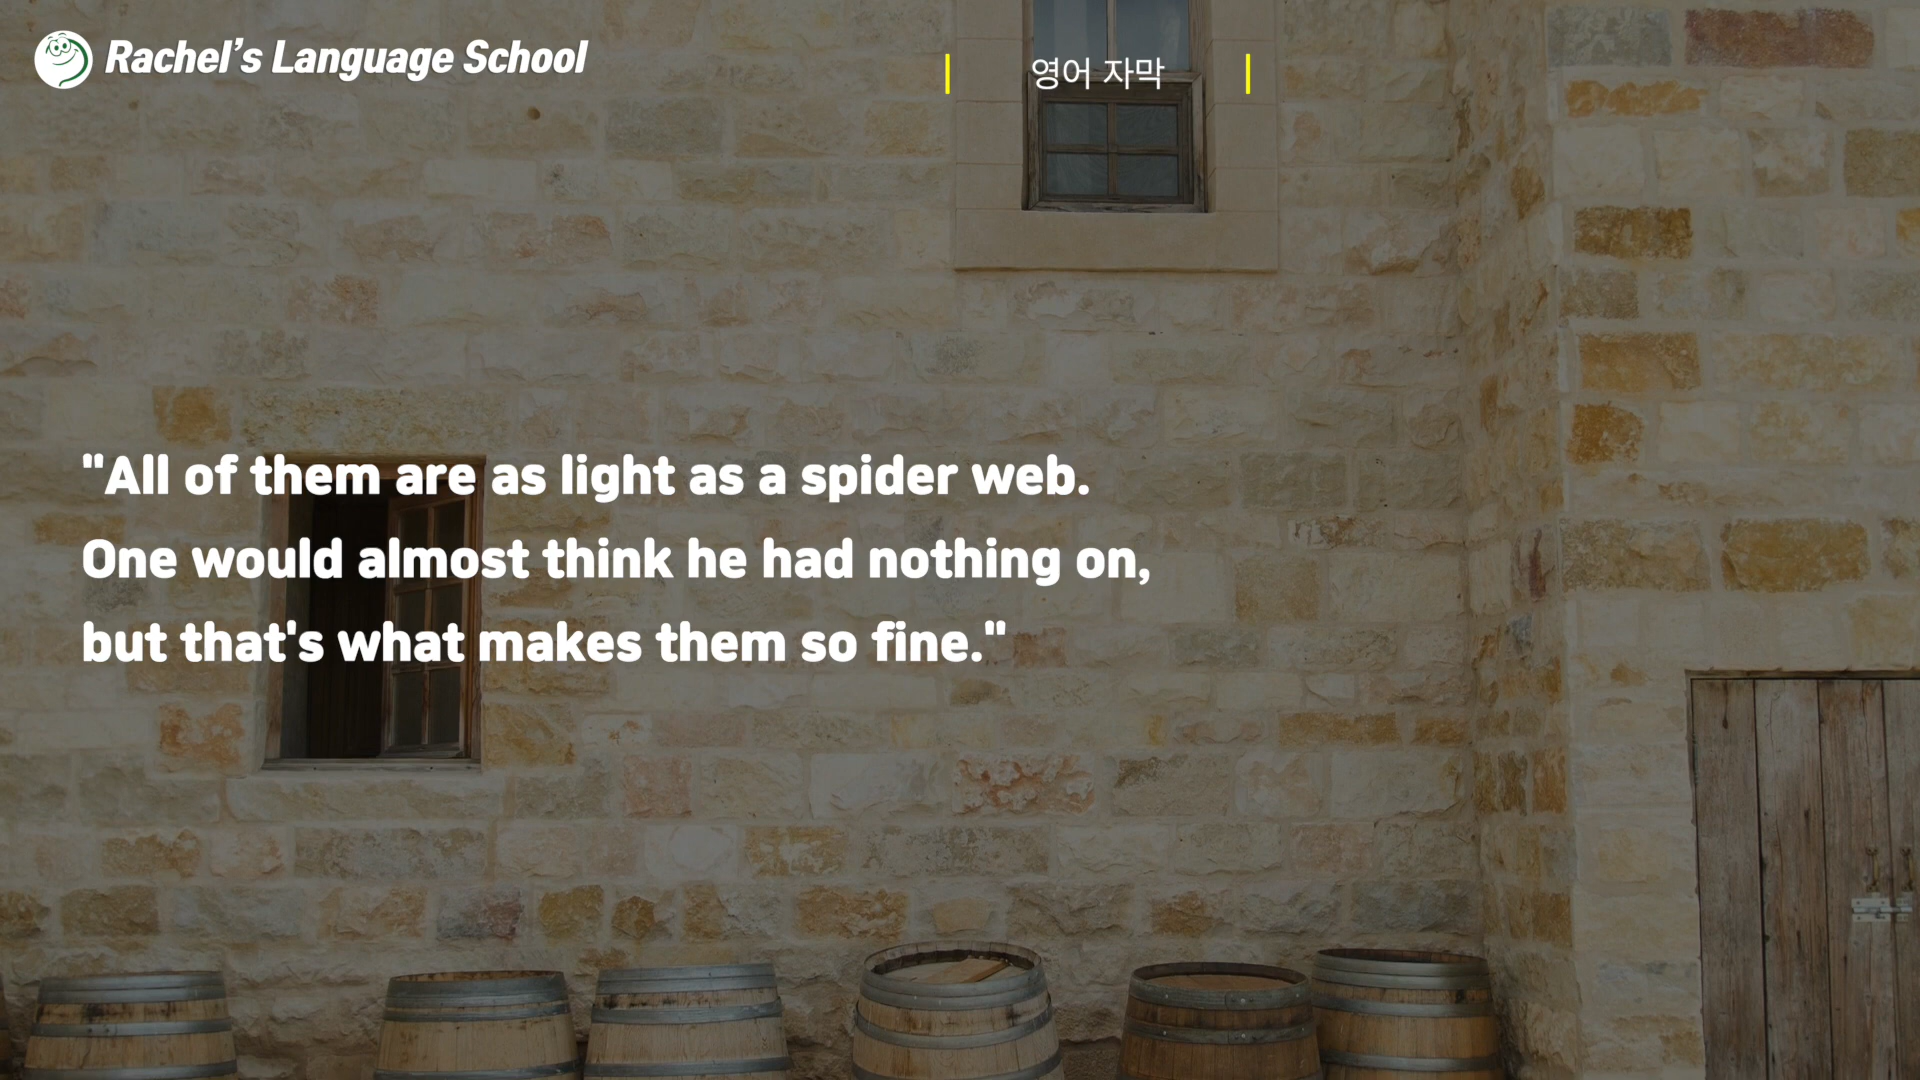 Rachel's Language School
영어 자막
"All of them are as light as a spider web.
One would almost think he had nothing on,
but that's what makes them so fine."